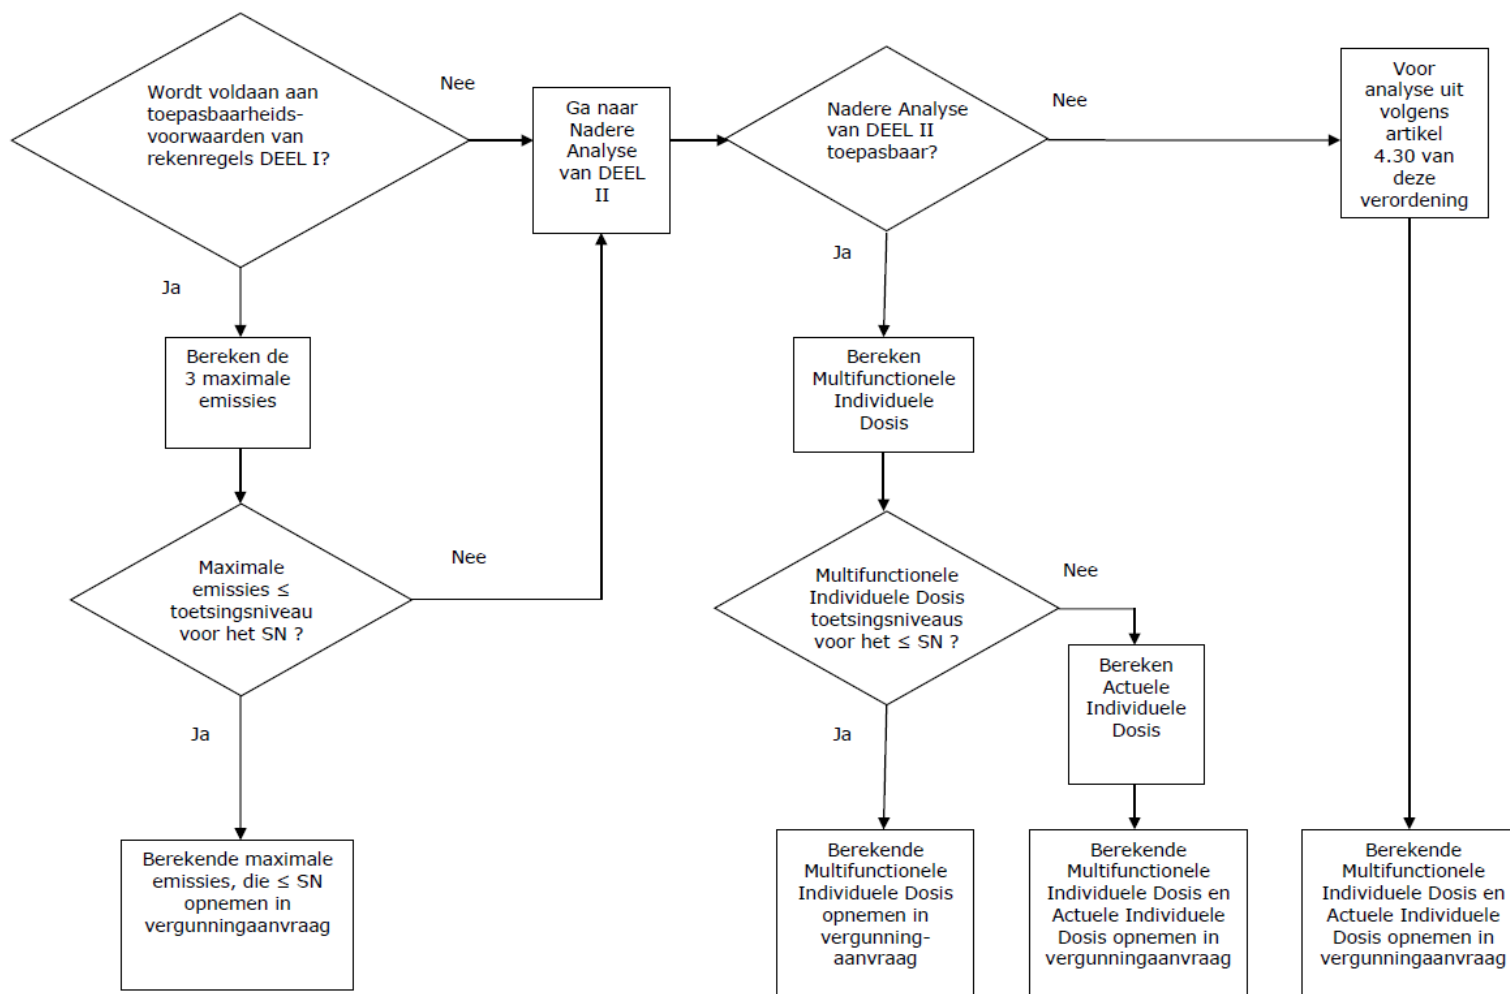 Wordt voldaan aan
toepasbaarheids-
voorwaarden van
rekenregels DEEL I?
Nee
Ja
Bereken de
3 maximale
emissies
Maximale
emissies ≤
toetsingsniveau
voor het SN ?
Nee
Ja
Berekende maximale
emissies, die ≤ SN
opnemen in
vergunningaanvraag
Ga naar
Nadere
Analyse
van DEEL
II
Nadere Analyse
van DEEL II
toepasbaar?
Nee
Ja
Bereken
Multifunctionele
Individuele
Dosis
Multifunctionele
Individuele Dosis
toetsingsniveaus
voor het ≤ SN ?
Nee
Ja
Berekende
Multifunctionele
Individuele Dosis
opnemen in
vergunning-
aanvraag
Bereken
Actuele
Individuele
Dosis
Berekende
Multifunctionele
Individuele Dosis en
Actuele Individuele
Dosis opnemen in
vergunningaanvraag
Voor
analyse uit
volgens
artikel
4.30 van
deze
verordening
Berekende
Multifunctionele
Individuele Dosis en
Actuele Individuele
Dosis opnemen in
vergunningaanvraag